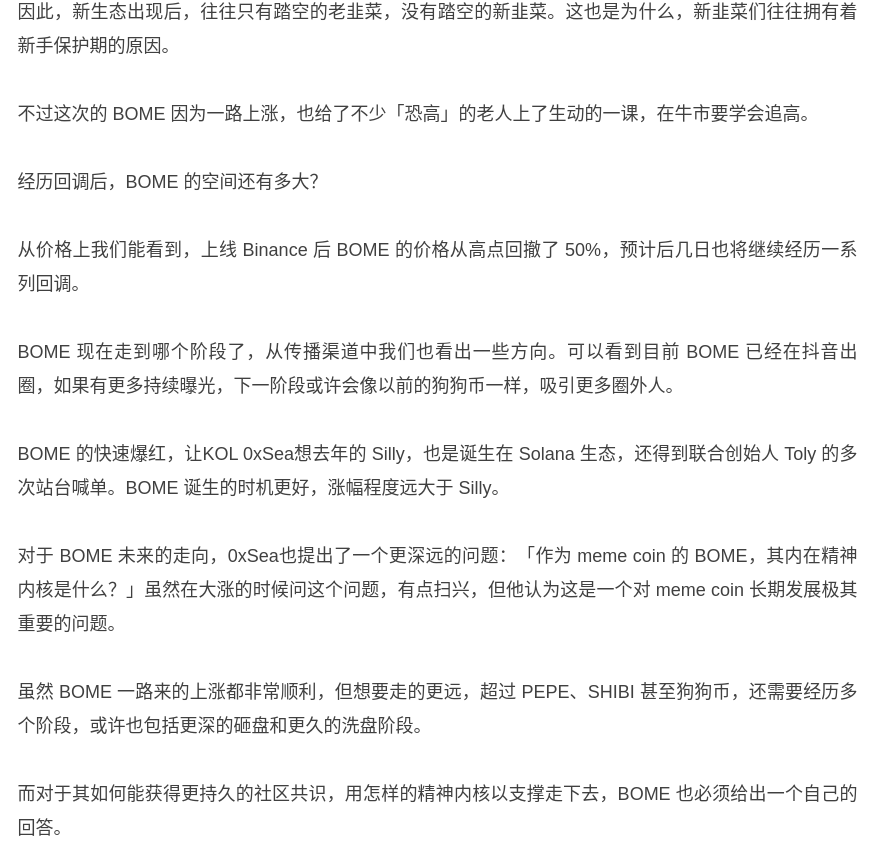 因此，新生态出现后，往往只有踏空的老韭菜，没有踏空的新韭菜。这也是为什么，新韭菜们往往拥有着
新手保护期的原因。
不过这次的 BOME 因为一路上涨，也给了不少「恐高」的老人上了生动的一课，在牛市要学会追高。
经历回调后，BOME 的空间还有多大？
从价格上我们能看到，上线 Binance 后 BOME 的价格从高点回撤了 50%，预计后几日也将继续经历一系
列回调。
BOME 现在走到哪个阶段了，从传播渠道中我们也看出一些方向。可以看到目前 BOME 已经在抖音出
圈，如果有更多持续曝光，下一阶段或许会像以前的狗狗币一样，吸引更多圈外人。
BOME 的快速爆红，让KOL 0xSea想去年的 Silly，也是诞生在 Solana 生态，还得到联合创始人 Toly 的多
次站台喊单。BOME 诞生的时机更好，涨幅程度远大于 Silly。
对于 BOME 未来的走向，0xSea也提出了一个更深远的问题：「作为 meme coin 的 BOME，其内在精神
内核是什么？」虽然在大涨的时候问这个问题，有点扫兴，但他认为这是一个对 meme coin 长期发展极其
重要的问题。
虽然 BOME 一路来的上涨都非常顺利，但想要走的更远，超过 PEPE、SHIBI 甚至狗狗币，还需要经历多
个阶段，或许也包括更深的砸盘和更久的洗盘阶段。
而对于其如何能获得更持久的社区共识，用怎样的精神内核以支撑走下去，BOME 也必须给出一个自己的
回答。